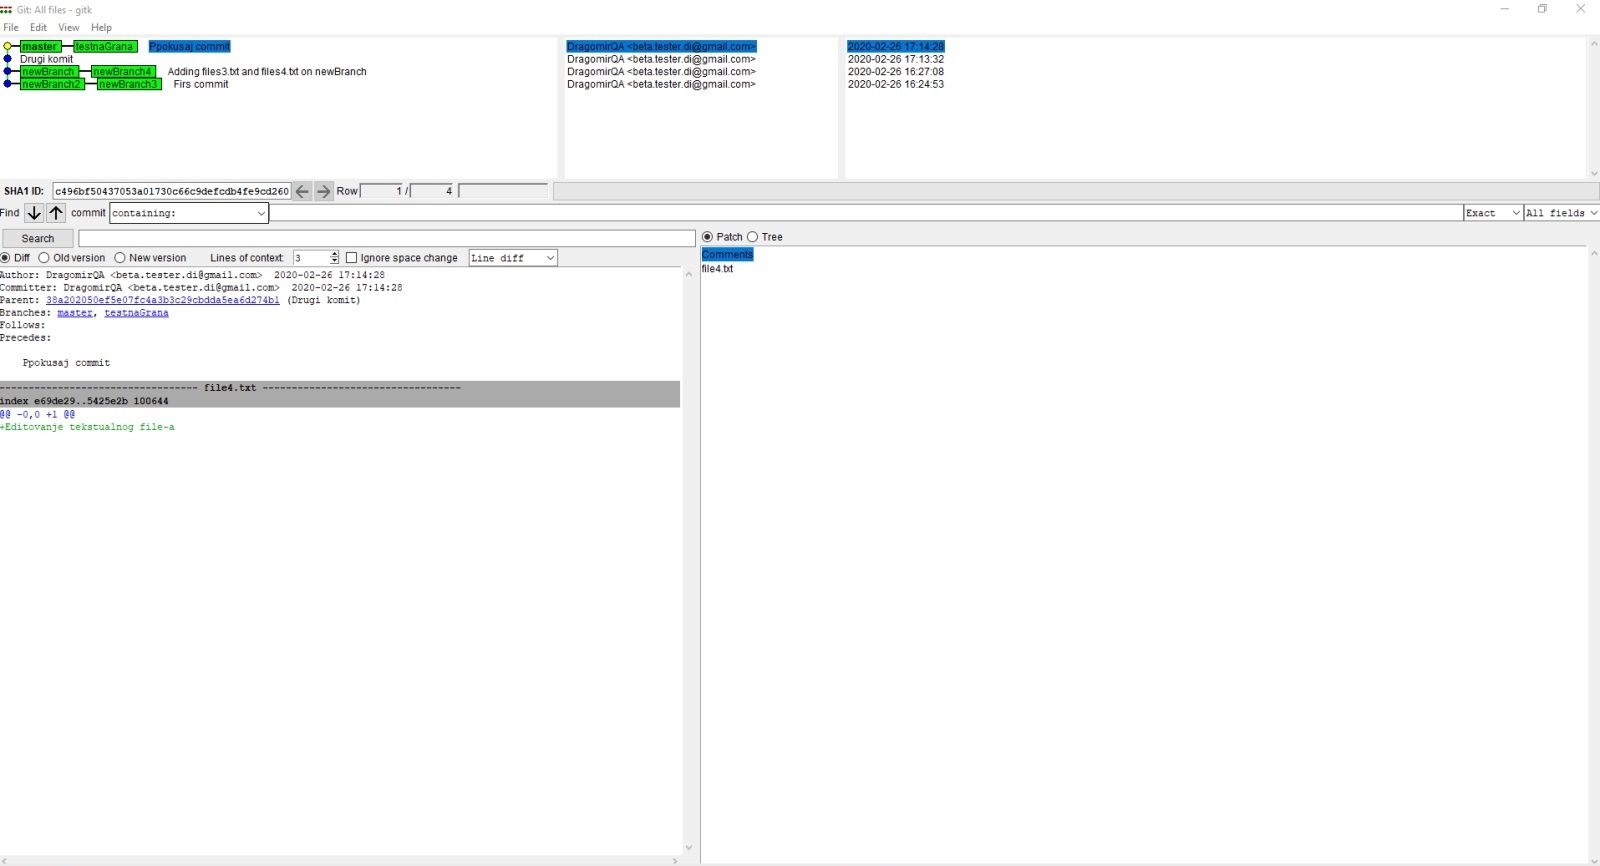 Git: All files - gitk
File Edit View Help
master testnaGrana Ppokusaj commit DragomirQA <beta.tester.di@gmail.com> 2020-02-26 17:14:28
Drugi komit DragomirQA <beta.tester.di@gmail.com> 2020-02-26 17:13:32
newBranch newBranch4 Adding files3.txt and files4.txt on newBranch DragomirQA <beta.tester.di@gmail.com> 2020-02-26 16:27:08
newBranch2 newBranch3 Firs commit DragomirQA <beta.tester.di@gmail.com> 2020-02-26 16:24:53
SHA1 ID: c496bf50437053a01730c66c9defcdb4fe9cd260 Row 1 / 4
Find commit containing: Exact All fields
Search
Patch Tree
Diff Old version New version Lines of context: 3 Ignore space change Line diff
Comments
file4.txt
Author: DragomirQA <beta.tester.di@gmail.com> 2020-02-26 17:14:28
Committer: DragomirQA <beta.tester.di@gmail.com> 2020-02-26 17:14:28
Parent: 38a202050ef5e07fc4a3b3c29cbdda5ea6d274b1 (Drugi komit)
Branches: master, testnaGrana
Follows:
Precedes:
Ppokusaj commit
---------------------------------- file4.txt ----------------------------------
index e69de29..5425e2b 100644
@@ -0,0 +1 @@
+Editovanje tekstualnog file-a